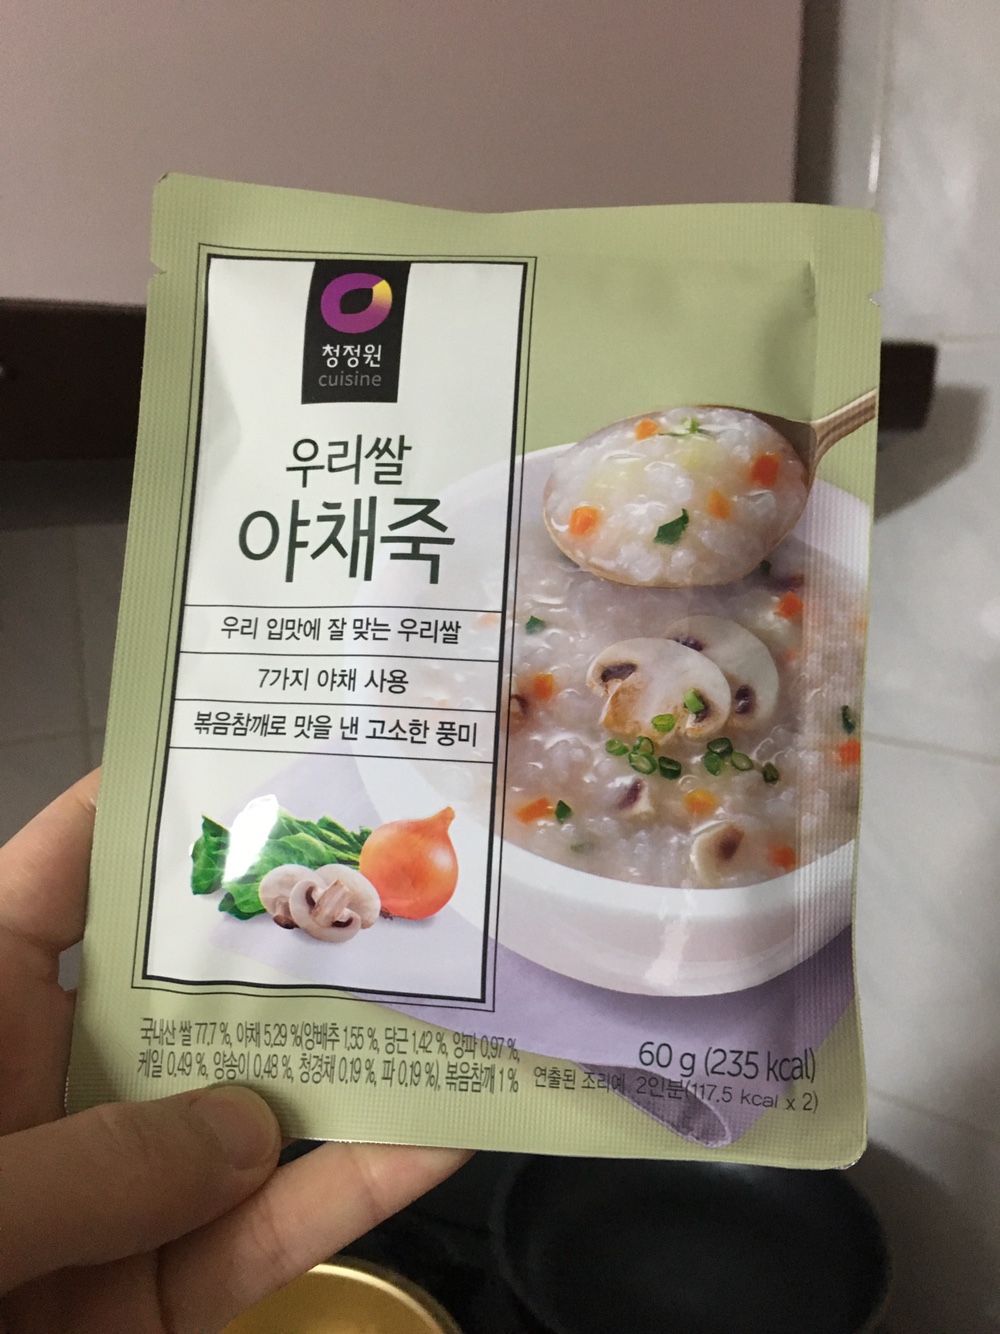 청정원
cuisine
우리쌀
야채죽
우리 입맛에 잘 맞는 우리쌀
7가지 야채 사용
볶음참깨로 맛을 낸 고소한 풍미
국내산 쌀 77.7 %, 야채 5.29 %(양배추 1.55 %, 당근 1.42 %, 양파 0.97 %,
케일 0.49 %, 양송이 0.48 %, 청경채 0.19 %, 파 0.19 %), 볶음참깨 1 %
60 g (235 kcal)
연출된 조리예 2인분(117.5 kcal x 2)